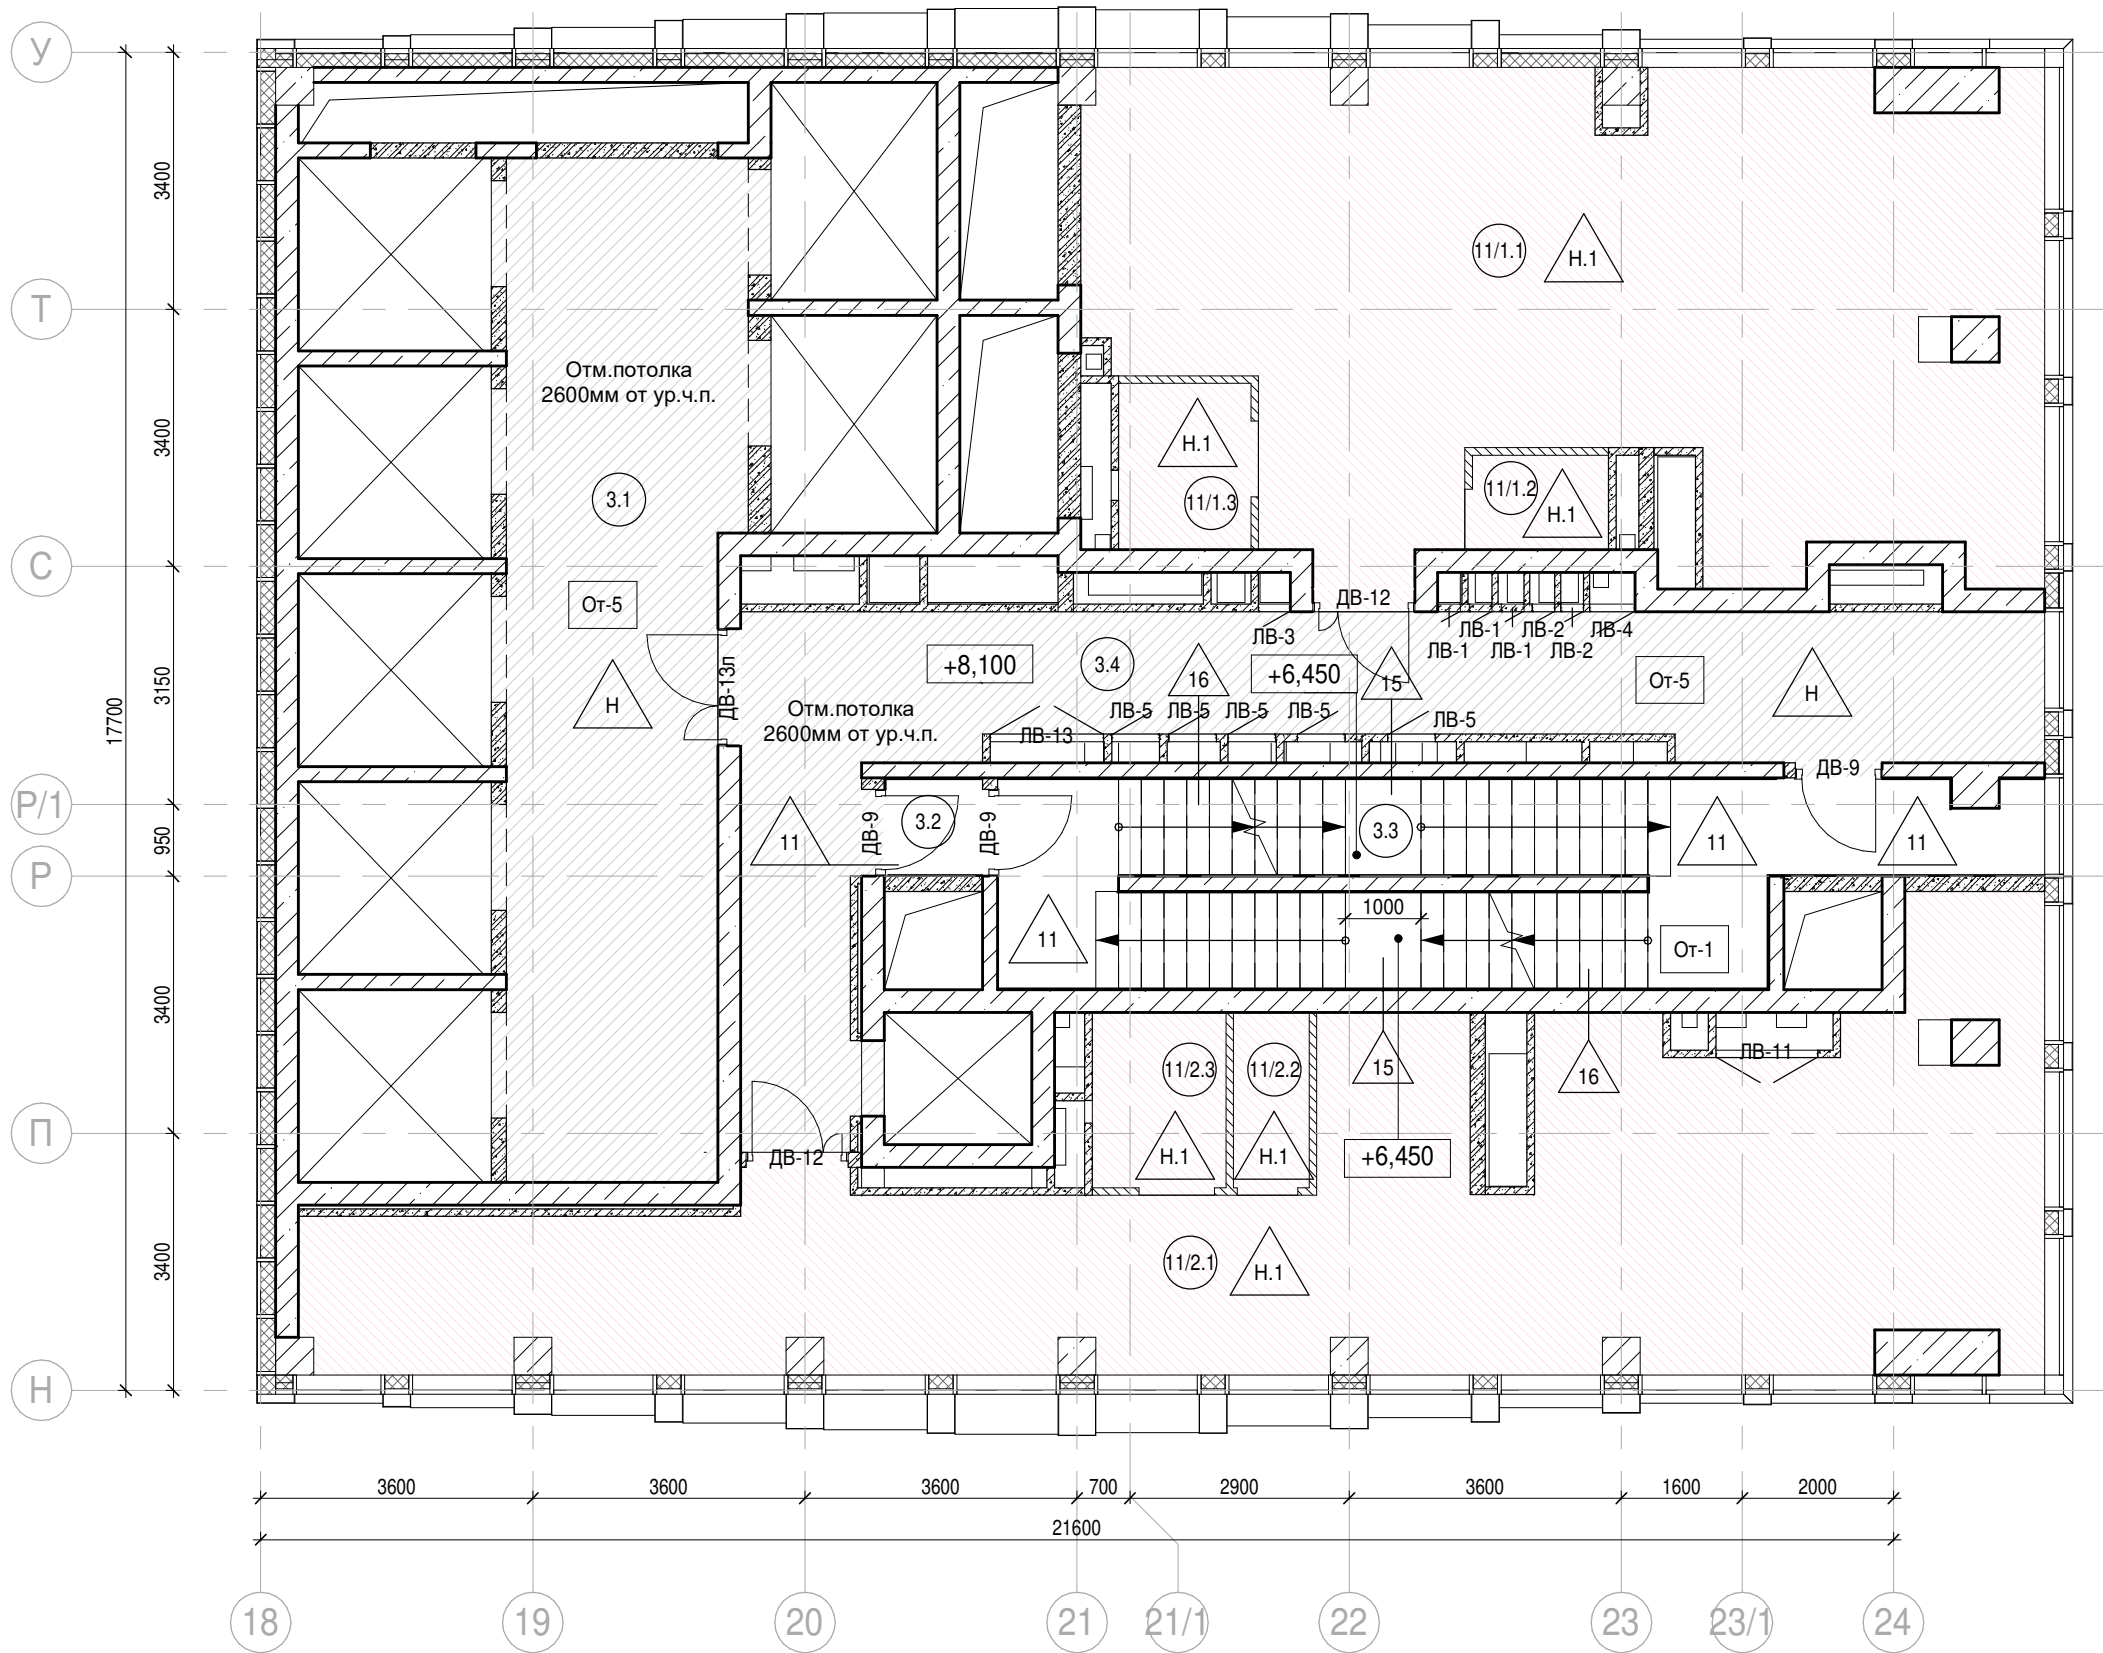 У
Т
С
Р/1
Р
П
Н
3400
3400
3150
950
3400
3400
17700
11/1.1
Н.1
Отм.потолка
2600мм от ур.ч.п.
3.1
Н.1
11/1.3
11/1.2
Н.1
От-5
Н
ДВ-13л
ДВ-12
ЛВ-3
ЛВ-1
ЛВ-2
ЛВ-4
ЛВ-1
ЛВ-1
ЛВ-2
+8,100
3.4
16
+6,450
15
От-5
Н
Отм.потолка
2600мм от ур.ч.п.
ЛВ-13
ЛВ-5
ЛВ-5
ЛВ-5
ЛВ-5
ЛВ-5
ДВ-9
11
ДВ-9
3.2
ДВ-9
3.3
11
11
11
1000
От-1
11/2.3
11/2.2
15
16
ЛВ-11
Н.1
Н.1
+6,450
ДВ-12
11/2.1
Н.1
3600
3600
3600
700
2900
3600
1600
2000
21600
18
19
20
21
21/1
22
23
23/1
24